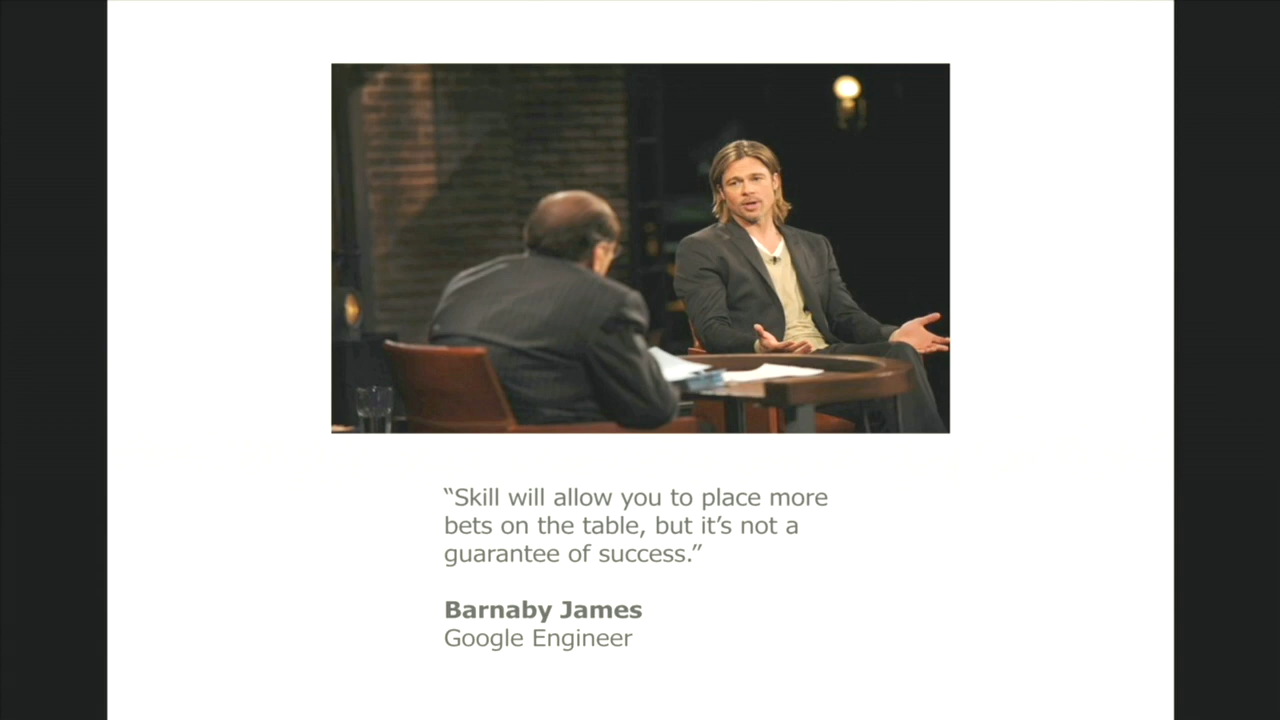 “Skill will allow you to place more
bets on the table, but it’s not a
guarantee of success.”
Barnaby James
Google Engineer